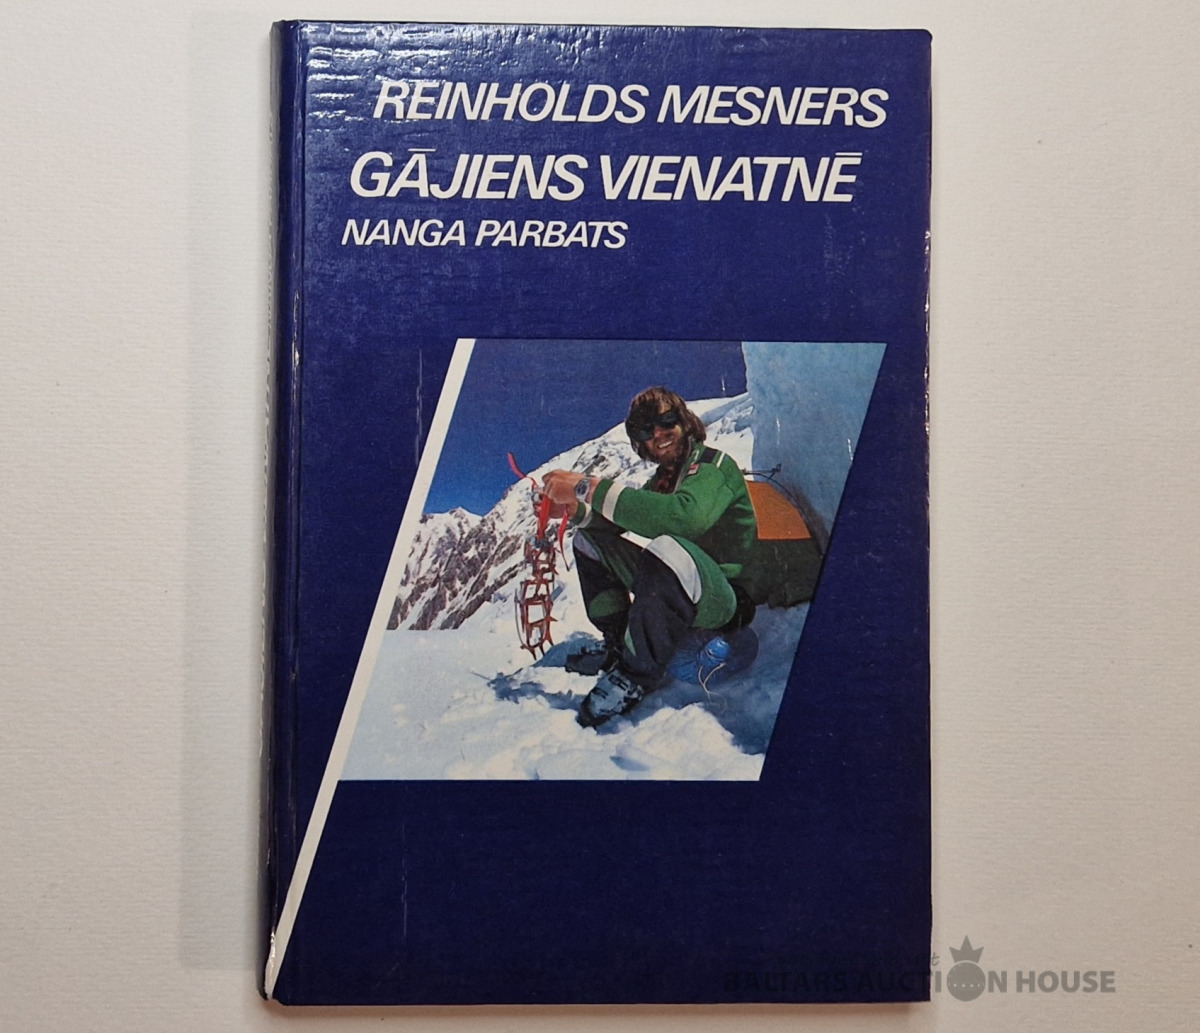 REINHOLDS MESNERS
GĀJIENS VIENATNĒ
NANGA PARBATS
BALTARS AUCTION HOUSE